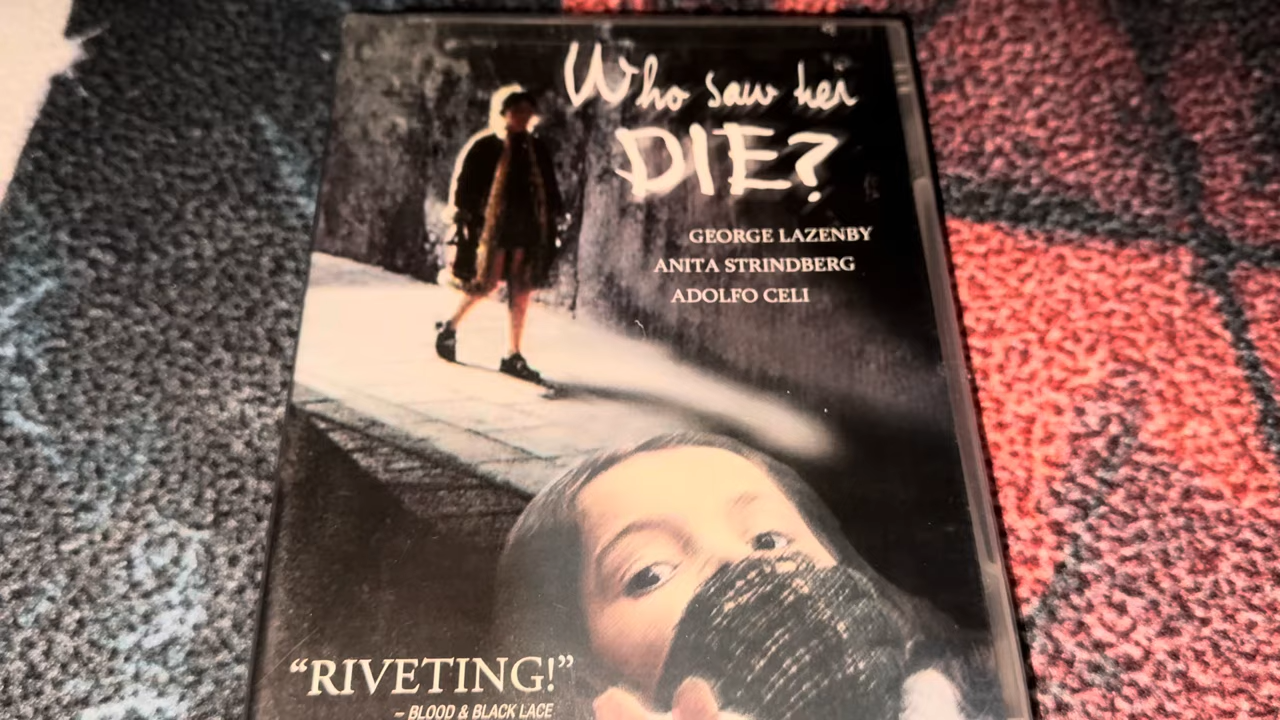 Who saw her
DIE?
GEORGE LAZENBY
ANITA STRINDBERG
ADOLFO CELI
“RIVETING!”
– BLOOD & BLACK LACE